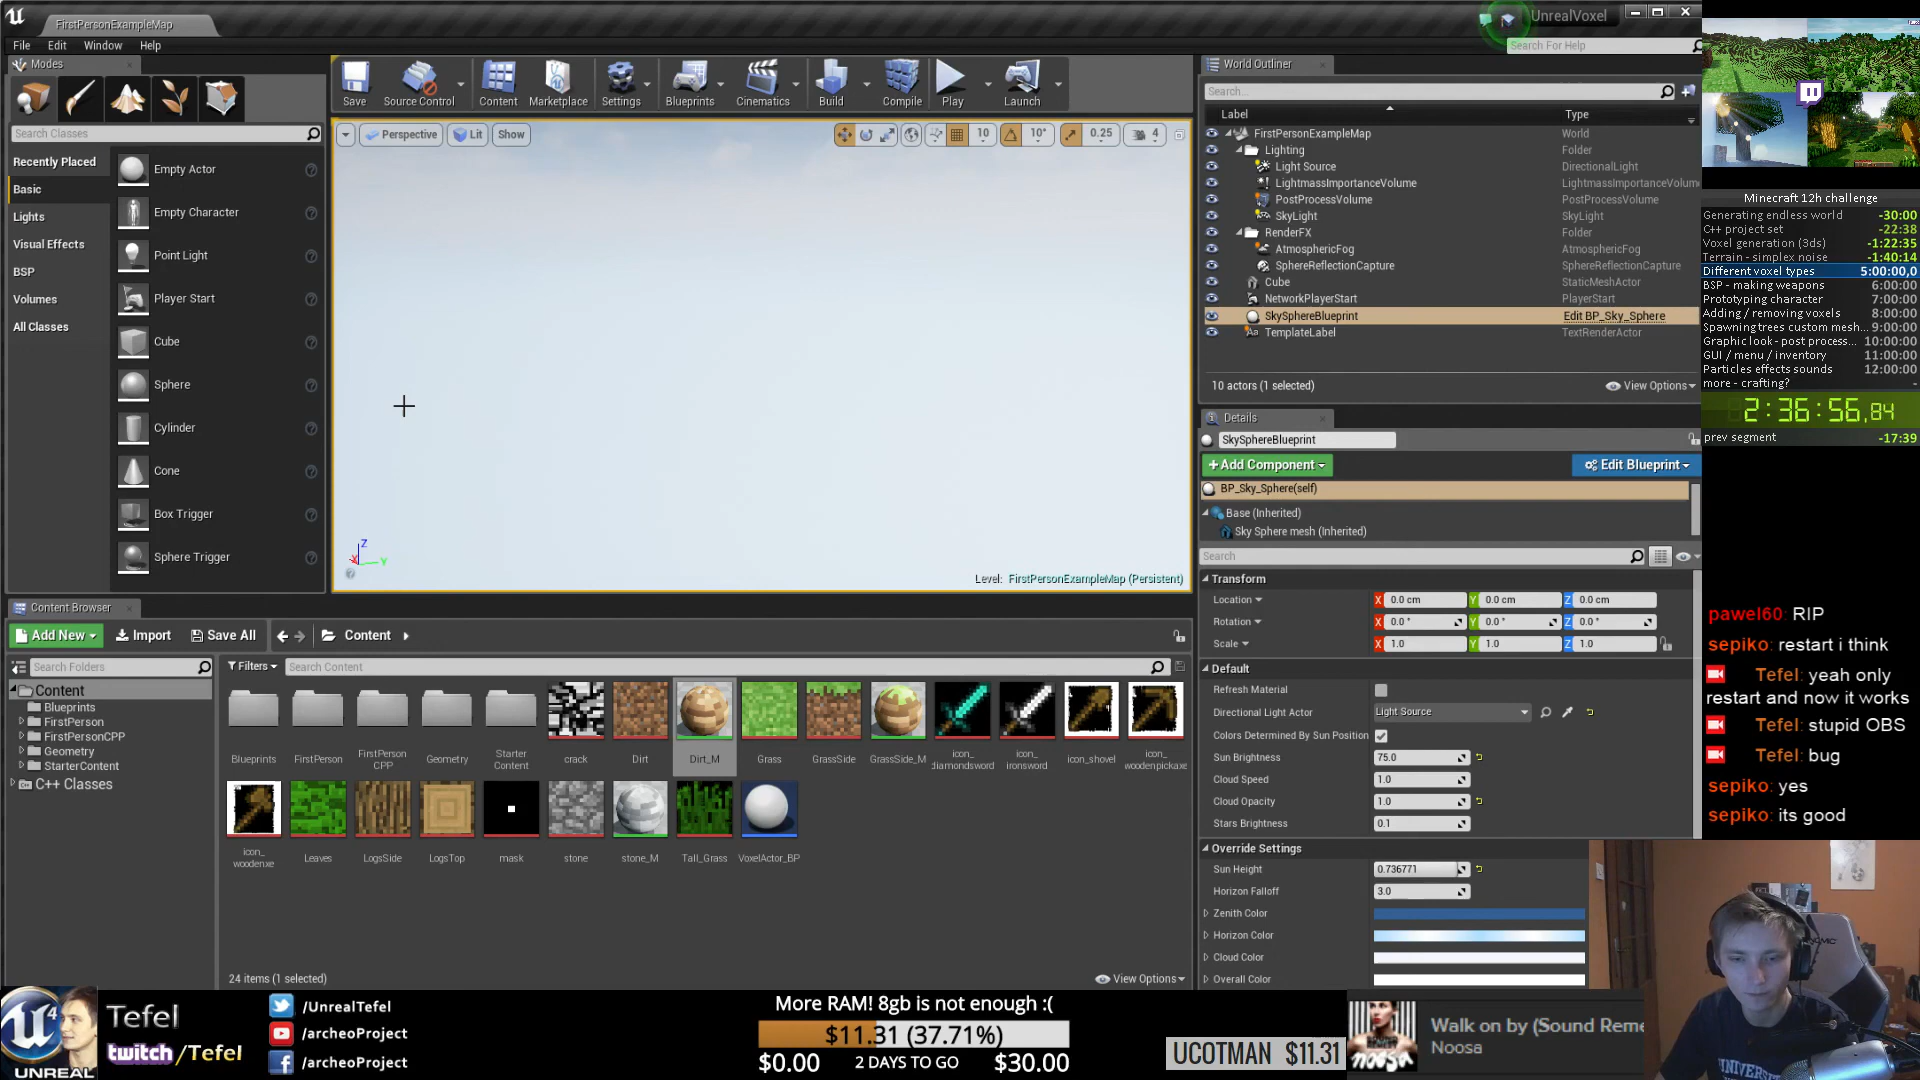 FirstPersonExampleMap
UnrealVoxel
File Edit Window Help
Search For Help
Modes
Search Classes
Recently Placed
Basic
Lights
Visual Effects
BSP
Volumes
All Classes
Empty Actor
Empty Character
Point Light
Player Start
Cube
Sphere
Cylinder
Cone
Box Trigger
Sphere Trigger
Save Source Control Content Marketplace Settings Blueprints Cinematics Build Compile Play Launch
Perspective Lit Show 10 10° 0.25 4
Z
X Y
Level: FirstPersonExampleMap (Persistent)
World Outliner
Search...
Label Type
FirstPersonExampleMap World
Lighting Folder
Light Source DirectionalLight
LightmassImportanceVolume LightmassImportanceVolum
PostProcessVolume PostProcessVolume
SkyLight SkyLight
RenderFX Folder
AtmosphericFog AtmosphericFog
SphereReflectionCapture SphereReflectionCapture
Cube StaticMeshActor
NetworkPlayerStart PlayerStart
SkySphereBlueprint Edit BP_Sky_Sphere
TemplateLabel TextRenderActor
10 actors (1 selected) View Options
Details
SkySphereBlueprint
+Add Component Edit Blueprint
BP_Sky_Sphere(self)
Base (Inherited)
Sky Sphere mesh (Inherited)
Search
Transform
Location X 0.0 cm Y 0.0 cm Z 0.0 cm
Rotation X 0.0 ° Y 0.0 ° Z 0.0 °
Scale X 1.0 Y 1.0 Z 1.0
Default
Refresh Material
Directional Light Actor Light Source
Colors Determined By Sun Position
Sun Brightness 75.0
Cloud Speed 1.0
Cloud Opacity 1.0
Stars Brightness 0.1
Override Settings
Sun Height 0.736771
Horizon Falloff 3.0
Zenith Color
Horizon Color
Cloud Color
Overall Color
Content Browser
Add New Import Save All Content
Search Folders
Filters Search Content
Content
Blueprints
FirstPerson
FirstPersonCPP
Geometry
StarterContent
C++ Classes
Blueprints FirstPerson FirstPerson CPP Geometry Starter Content crack Dirt Dirt_M Grass GrassSide GrassSide_M icon_ diamondsword icon_ ironsword icon_shovel icon_ woodenpickaxe
icon_ woodenxe Leaves LogsSide LogsTop mask stone stone_M Tall_Grass VoxelActor_BP
24 items (1 selected) View Options
Minecraft 12h challenge
Generating endless world -30:00
C++ project set -22:38
Voxel generation (3ds) -1:22:35
Terrain - simplex noise -1:40:14
Different voxel types 5:00:00,0
BSP - making weapons 6:00:00
Prototyping character 7:00:00
Adding / removing voxels 8:00:00
Spawning trees custom mesh... 9:00:00
Graphic look - post process... 10:00:00
GUI / menu / inventory 11:00:00
Particles effects sounds 12:00:00
more - crafting? -
2:36:56,84
prev segment -17:39
pawel60: RIP
sepiko: restart i think
Tefel: yeah only
restart and now it works
Tefel: stupid OBS
Tefel: bug
sepiko: yes
sepiko: its good
4
UNREAL
Tefel
twitch/Tefel
/UnrealTefel
/archeoProject
/archeoProject
More RAM! 8gb is not enough :(
$11.31 (37.71%)
$0.00 2 DAYS TO GO $30.00
UCOTMAN $11.31
noosa
Walk on by (Sound Reme
Noosa